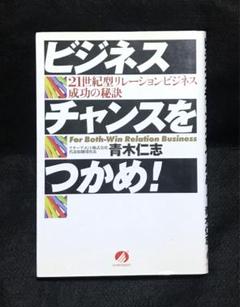 ビジネス
21世紀型リレーションビジネス
成功の秘訣
チャンスを
For Both-Win Relation Business
青木仁志
つかめ!